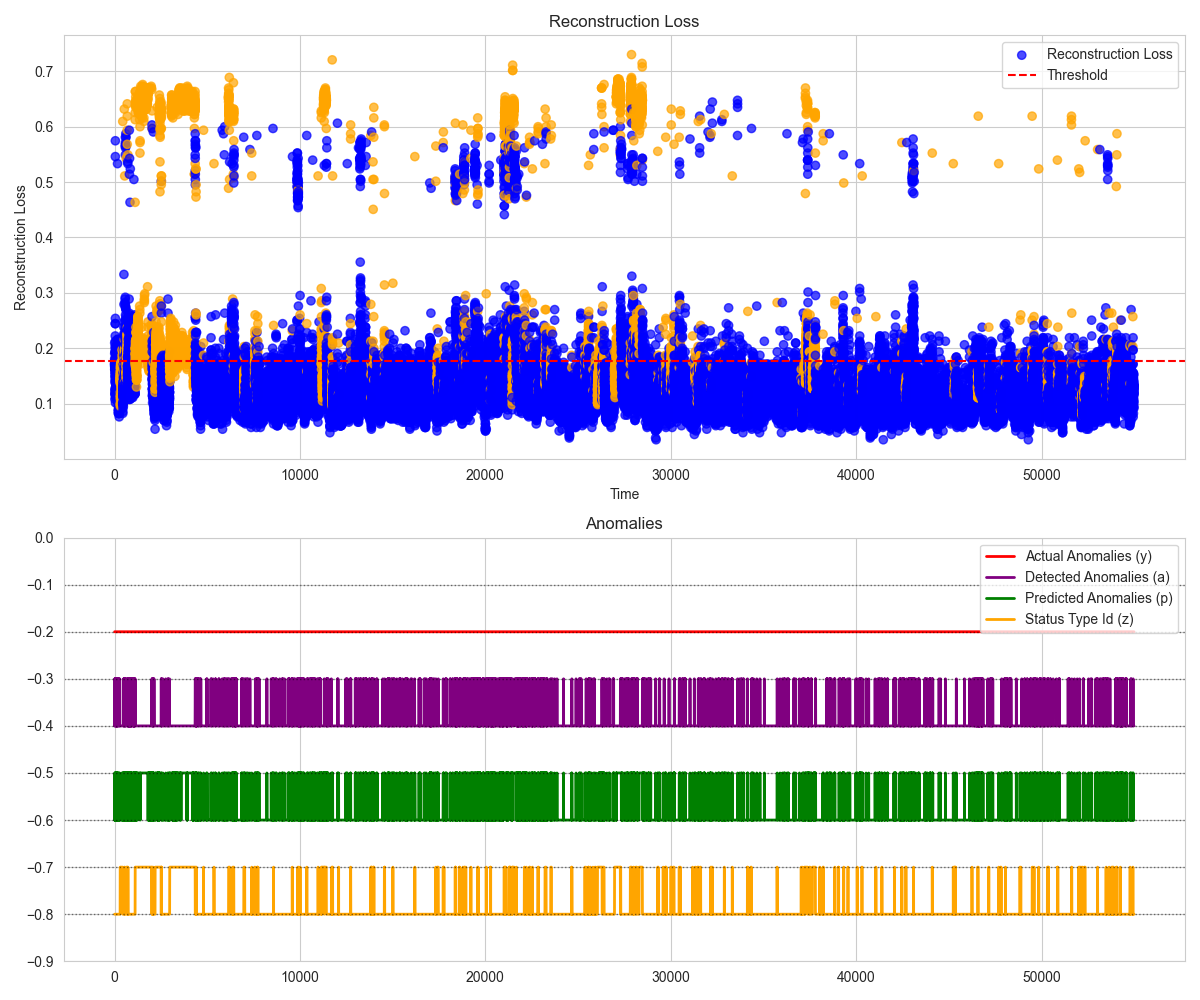 Reconstruction Loss
Reconstruction Loss
0.7
0.6
0.5
0.4
0.3
0.2
0.1
Reconstruction Loss
Threshold
0 10000 20000 30000 40000 50000
Time
Anomalies
0.0
−0.1
−0.2
−0.3
−0.4
−0.5
−0.6
−0.7
−0.8
−0.9
Actual Anomalies (y)
Detected Anomalies (a)
Predicted Anomalies (p)
Status Type Id (z)
0 10000 20000 30000 40000 50000